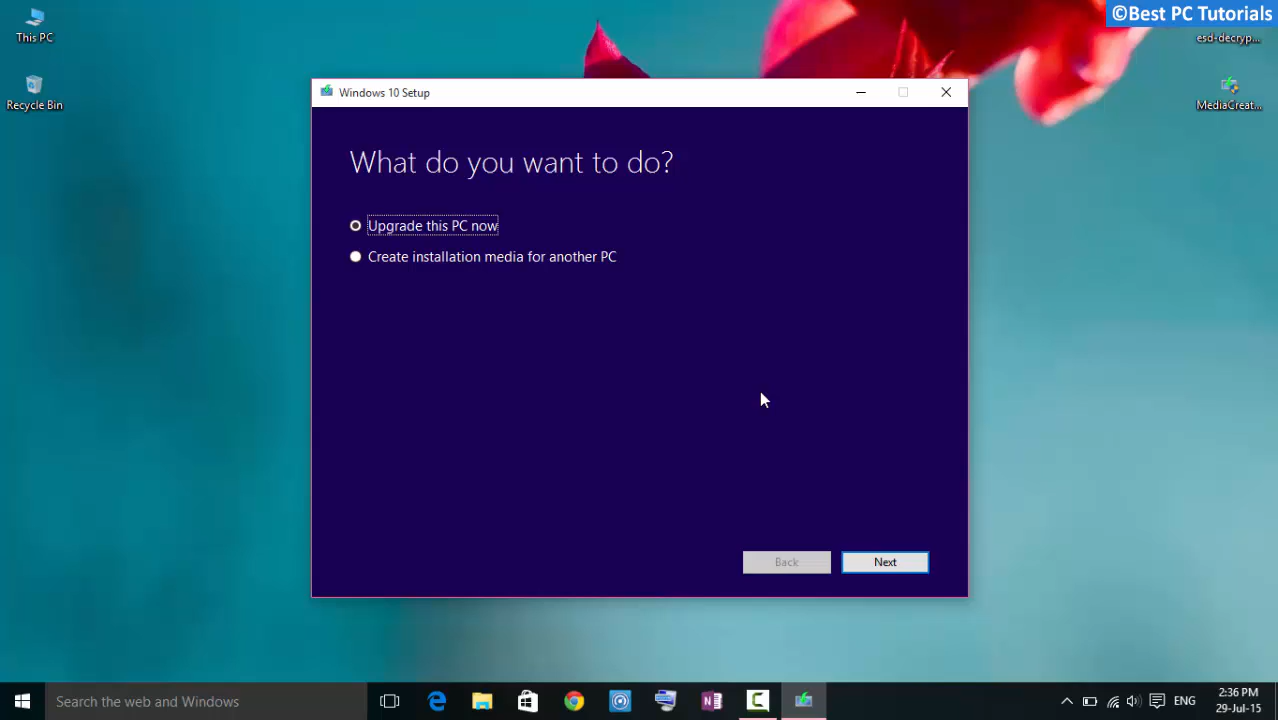 ©Best PC Tutorials
This PC
esd-decryp...
Recycle Bin
MediaCreat...
Windows 10 Setup
What do you want to do?
Upgrade this PC now
Create installation media for another PC
Back
Next
Search the web and Windows
ENG
2:36 PM
29-Jul-15